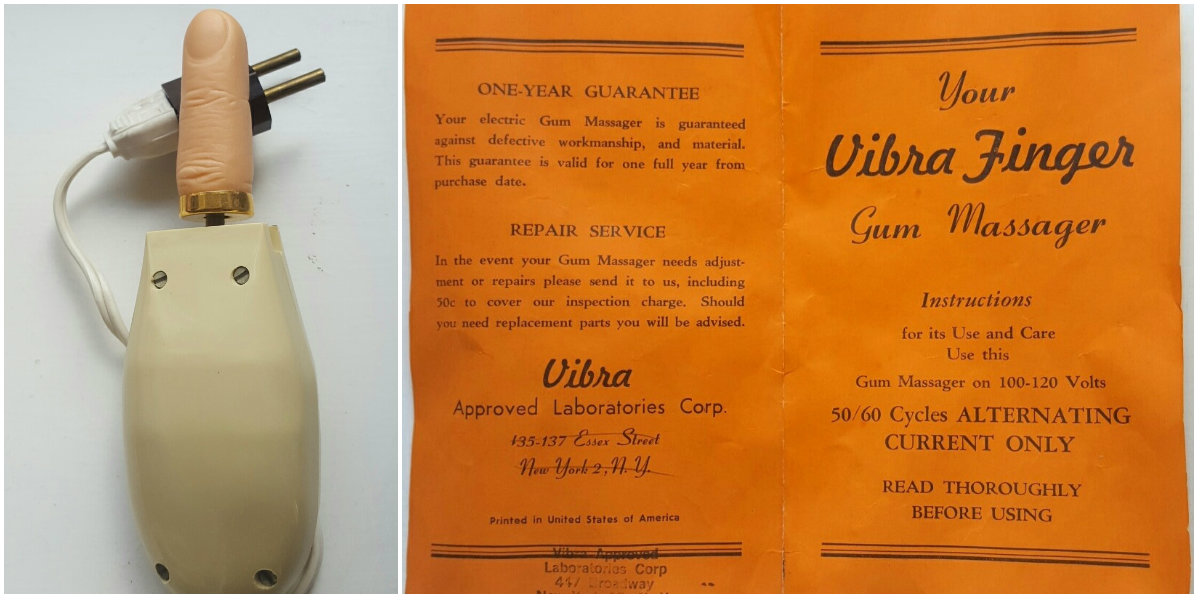 ONE-YEAR GUARANTEE
Your electric Gum Massager is guaranteed
against defective workmanship, and material.
This guarantee is valid for one full year from
purchase date.
REPAIR SERVICE
In the event your Gum Massager needs adjust-
ment or repairs please send it to us, including
50c to cover our inspection charge. Should
you need replacement parts you will be advised.
Vibra
Approved Laboratories Corp.
135-137 Essex Street
New York 2, N. Y.
Printed in United States of America
Vibra Approved
Laboratories Corp
447 Broadway
Your
Vibra Finger
Gum Massager
Instructions
for its Use and Care
Use this
Gum Massager on 100-120 Volts
50/60 Cycles ALTERNATING
CURRENT ONLY
READ THOROUGHLY
BEFORE USING